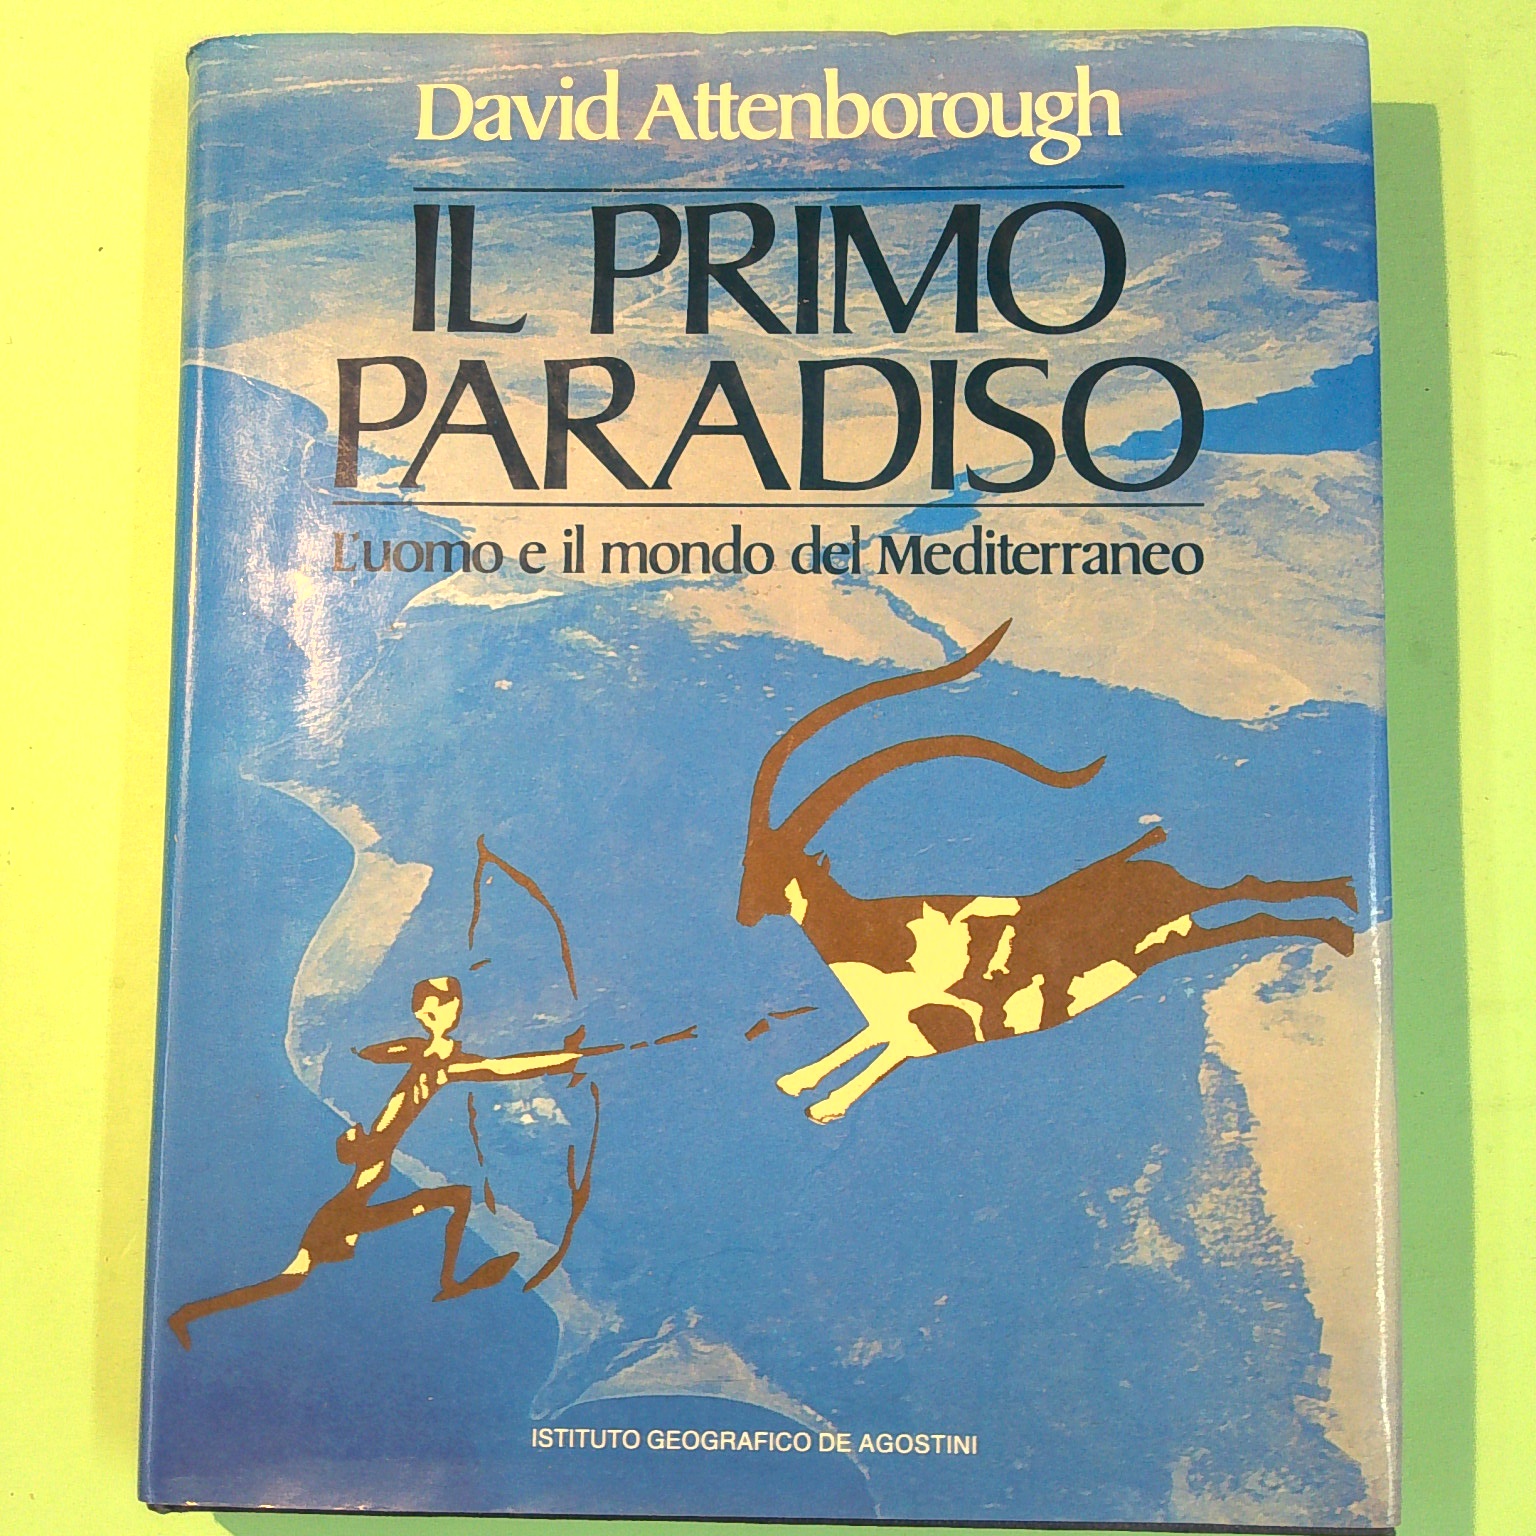 David Attenborough
IL PRIMO
PARADISO
L'uomo e il mondo del Mediterraneo
ISTITUTO GEOGRAFICO DE AGOSTINI